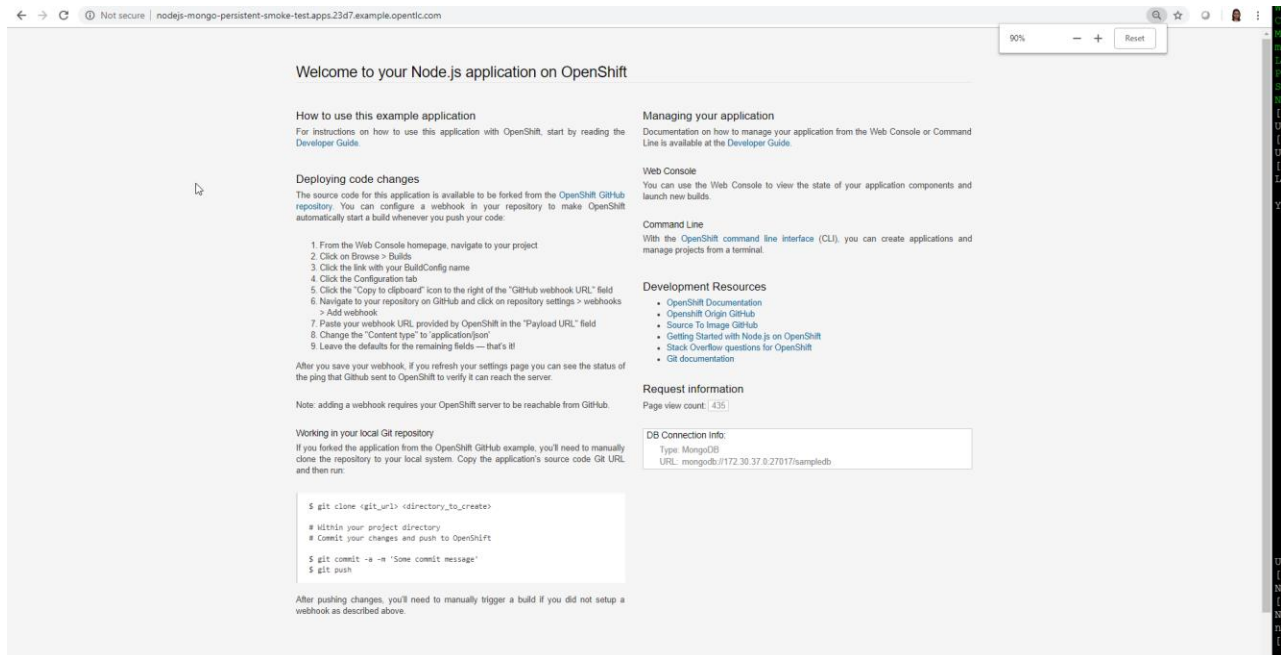 Not secure | nodejs-mongo-persistent-smoke-test.apps.23d7.example.opentlc.com
90% − + Reset
Welcome to your Node.js application on OpenShift
How to use this example application
For instructions on how to use this application with OpenShift, start by reading the
Developer Guide.
Deploying code changes
The source code for this application is available to be forked from the OpenShift GitHub
repository. You can configure a webhook in your repository to make OpenShift
automatically start a build whenever you push your code:
1. From the Web Console homepage, navigate to your project
2. Click on Browse > Builds
3. Click the link with your BuildConfig name
4. Click the Configuration tab
5. Click the "Copy to clipboard" icon to the right of the "GitHub webhook URL" field
6. Navigate to your repository on GitHub and click on repository settings > webhooks
> Add webhook
7. Paste your webhook URL provided by OpenShift in the "Payload URL" field
8. Change the "Content type" to 'application/json'
9. Leave the defaults for the remaining fields — that's it!
After you save your webhook, if you refresh your settings page you can see the status of
the ping that Github sent to OpenShift to verify it can reach the server.
Note: adding a webhook requires your OpenShift server to be reachable from GitHub.
Working in your local Git repository
If you forked the application from the OpenShift GitHub example, you'll need to manually
clone the repository to your local system. Copy the application's source code Git URL
and then run:
$ git clone <git_url> <directory_to_create>
# Within your project directory
# Commit your changes and push to OpenShift
$ git commit -a -m 'Some commit message'
$ git push
After pushing changes, you'll need to manually trigger a build if you did not setup a
webhook as described above.
Managing your application
Documentation on how to manage your application from the Web Console or Command
Line is available at the Developer Guide.
Web Console
You can use the Web Console to view the state of your application components and
launch new builds.
Command Line
With the OpenShift command line interface (CLI), you can create applications and
manage projects from a terminal.
Development Resources
• OpenShift Documentation
• Openshift Origin GitHub
• Source To Image GitHub
• Getting Started with Node.js on OpenShift
• Stack Overflow questions for OpenShift
• Git documentation
Request information
Page view count: 435
DB Connection Info:
Type: MongoDB
URL: mongodb://172.30.37.0:27017/sampledb